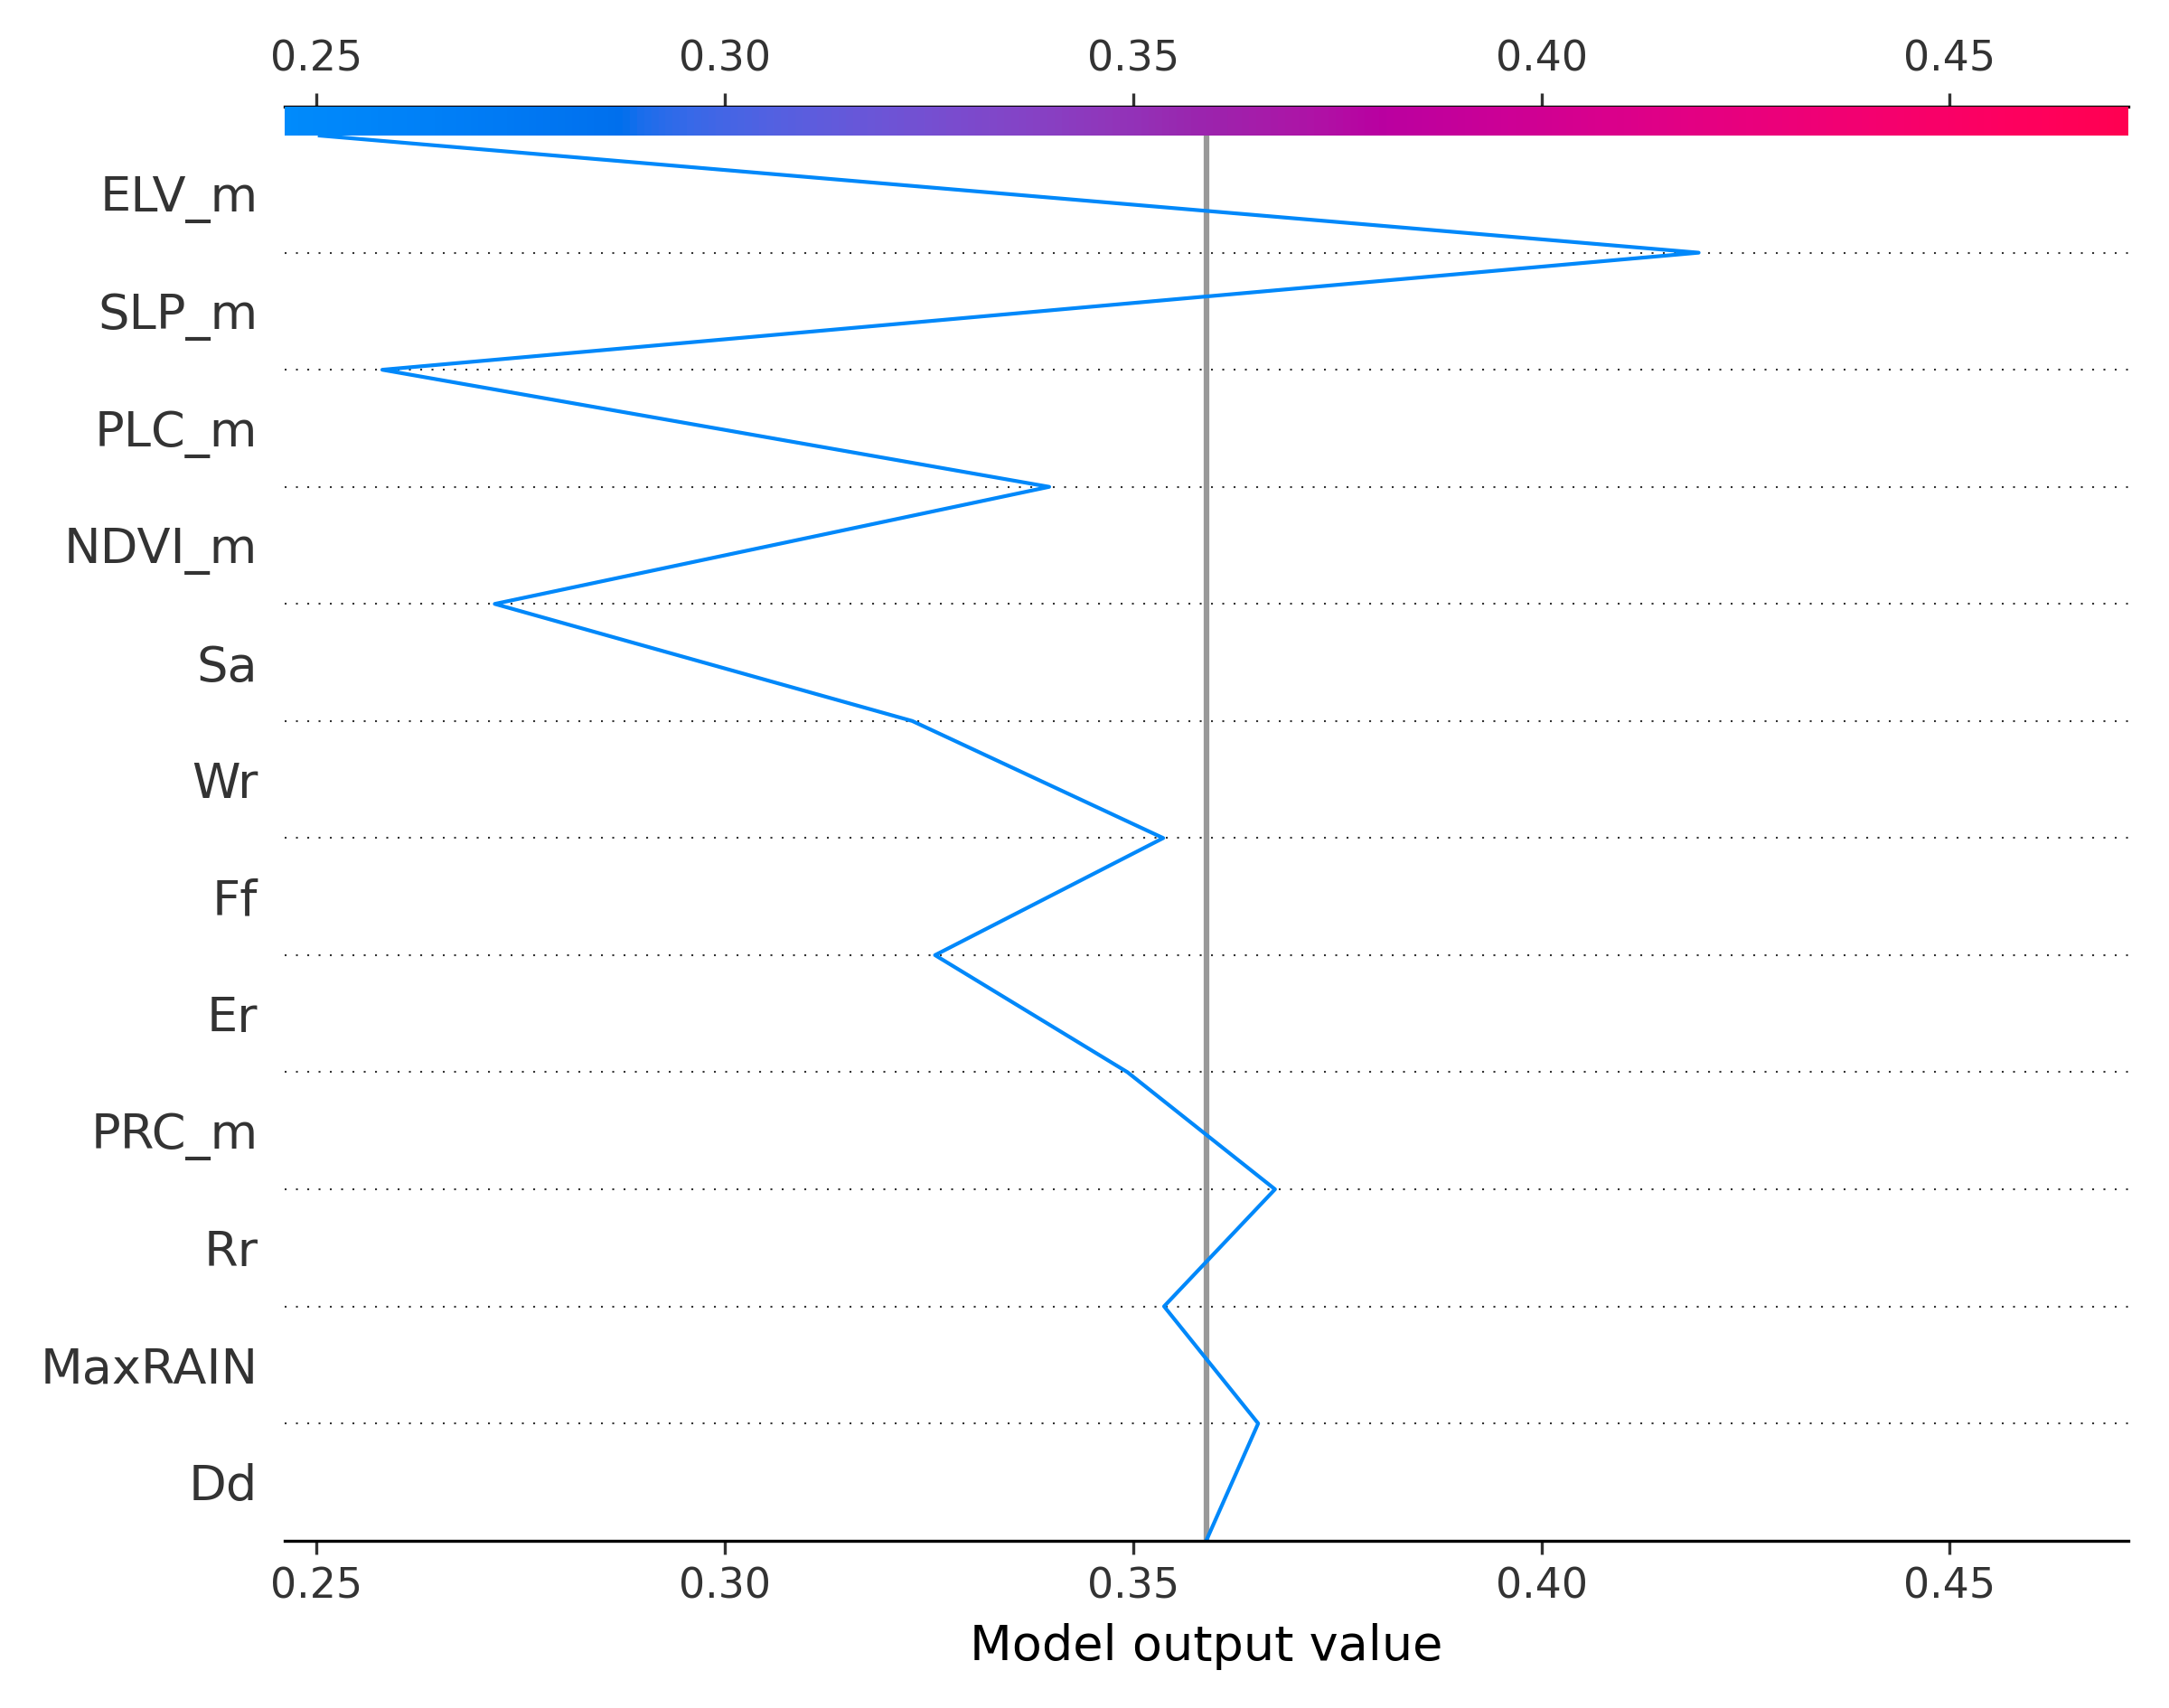 0.25 0.30 0.35 0.40 0.45
ELV_m
SLP_m
PLC_m
NDVI_m
Sa
Wr
Ff
Er
PRC_m
Rr
MaxRAIN
Dd
0.25 0.30 0.35 0.40 0.45
Model output value